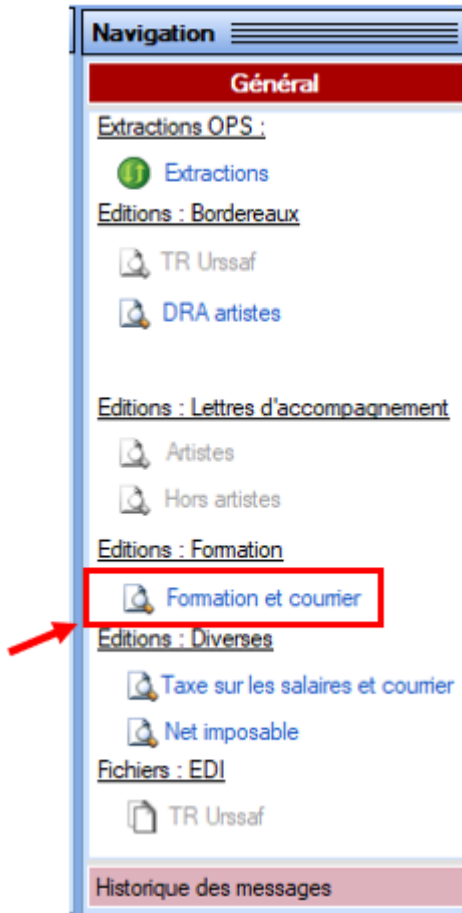 Navigation
Général
Extractions OPS :
Extractions
Editions : Bordereaux
TR Urssaf
DRA artistes
Editions : Lettres d'accompagnement
Artistes
Hors artistes
Editions : Formation
Formation et courrier
Editions : Diverses
Taxe sur les salaires et courrier
Net imposable
Fichiers : EDI
TR Urssaf
Historique des messages